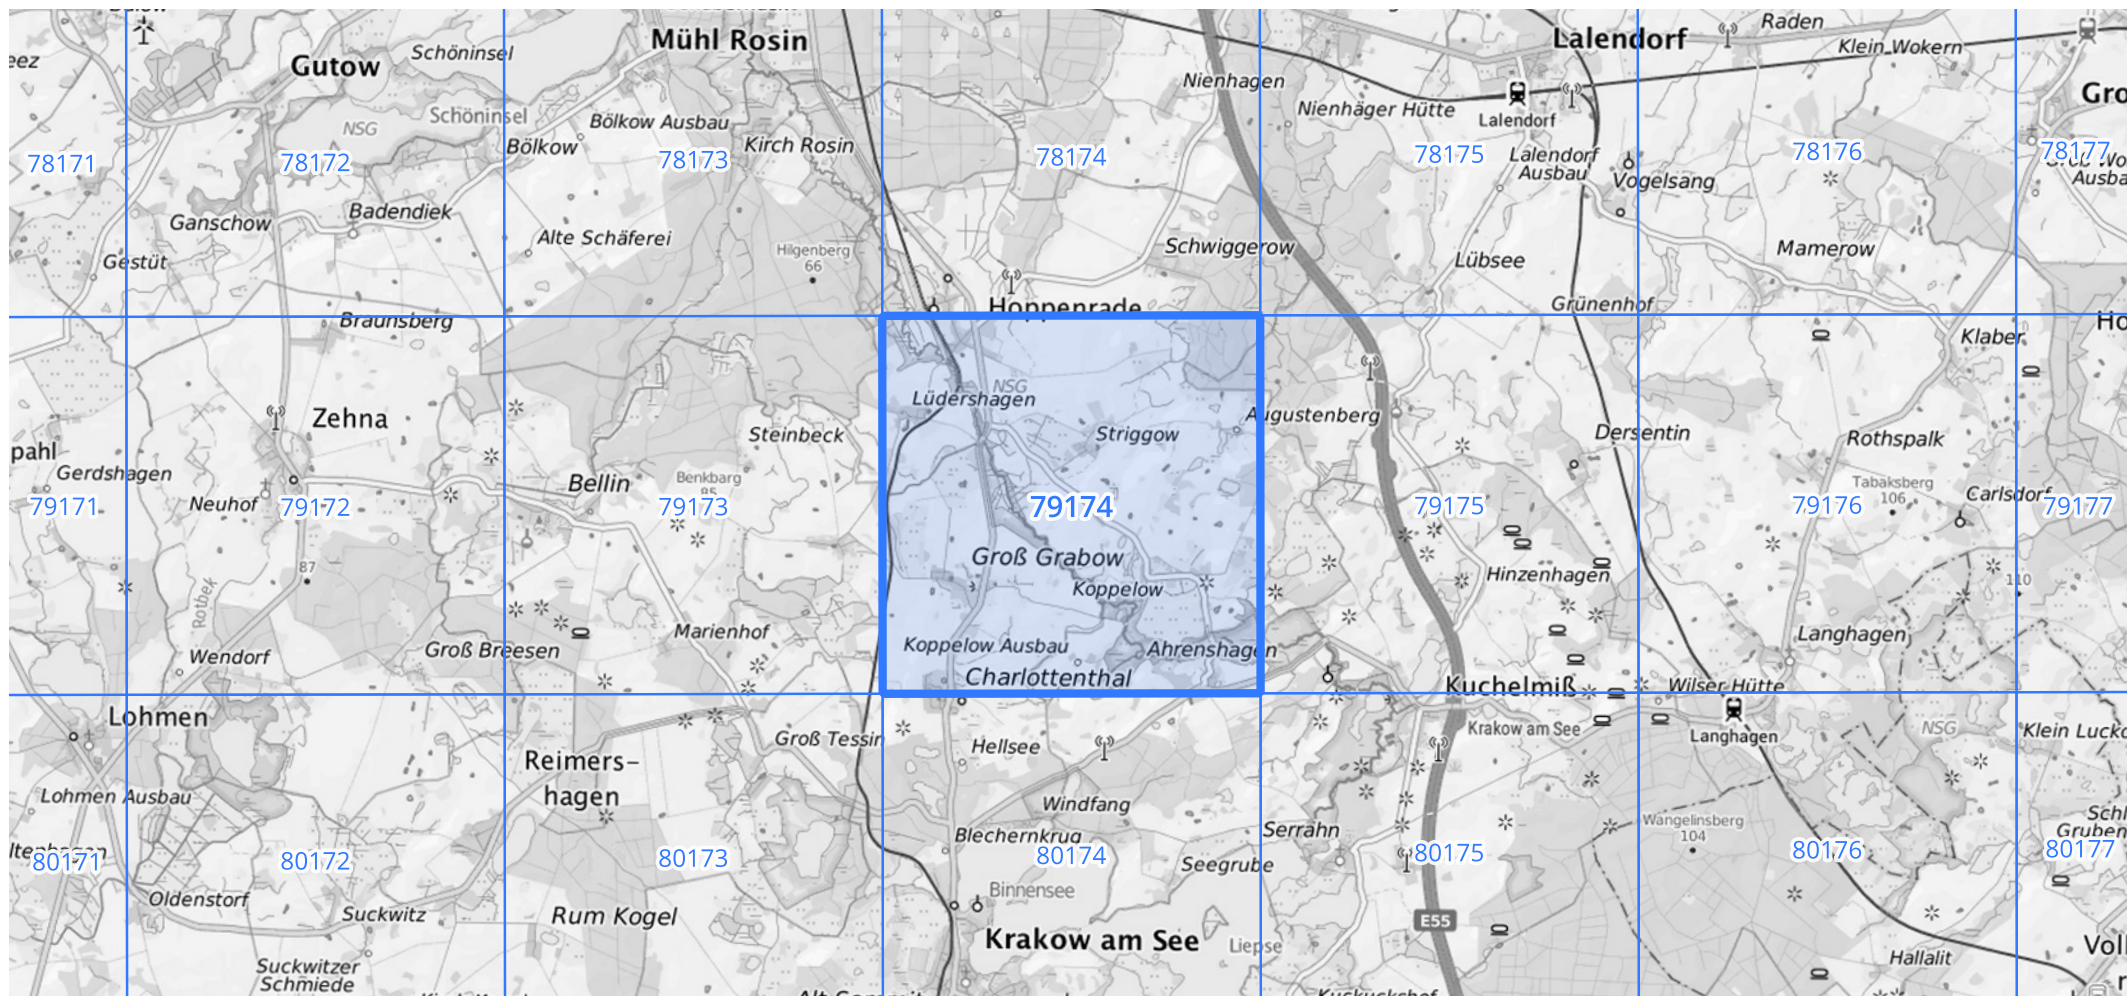 Mühl Rosin
Lalendorf
Raden
Klein Wokern
Gutow
Schöninsel
Nienhagen
Nienhäger Hütte
Lalendorf
Schöninsel
NSG
Bölkow Ausbau
Bölkow
Kirch Rosin
Lalendorf
Ausbau
Vogelsang
78171
78172
78173
78174
78175
78176
78177
Ganschow
Badendiek
Alte Schäferei
Hilgenberg
66
Schwiggerow
Lübsee
Mamerow
Gestüt
Grünenhof
Hoppenrade
Braunsberg
Klaber
Lüdershagen
NSG
Augustenberg
Zehna
Steinbeck
Striggow
Dersentin
Rothspalk
pahl
Gerdshagen
Neuhof
Bellin
Benkbarg
85
Tabaksberg
106
Carlsdorf
79171
79172
79173
79174
79175
79176
79177
87
Groß Grabow
Koppelow
Hinzenhagen
110
Rotbek
Marienhof
Koppelow Ausbau
Ahrenshagen
Langhagen
Wendorf
Groß Breesen
Charlottenthal
Kuchelmiß
Wilser Hütte
Lohmen
Groß Tessin
Hellsee
Krakow am See
Langhagen
NSG
Klein Lucko
Reimers-
hagen
Lohmen Ausbau
Windfang
Blechernkrug
Serrahn
Wangelinsberg
104
Gruben
80171
80172
80173
80174
80175
80176
80177
Seegrube
Binnensee
Oldenstorf
Suckwitz
Rum Kogel
Krakow am See
Liepse
E55
Hallalit
Suckwitzer
Schmiede